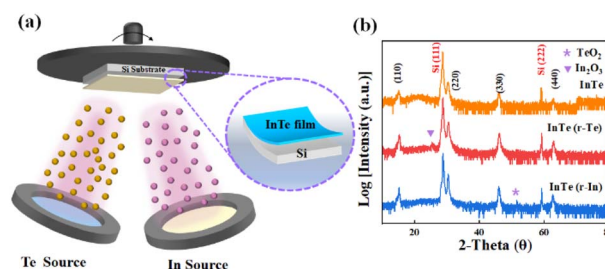 (a)
Si Substrate
InTe film
Si
Te Source
In Source
(b)
TeO2
In2O3
(110)
Si (111)
(220)
(330)
Si (222)
(440)
InTe
InTe (r-Te)
InTe (r-In)
Log [Intensity (a.u.)]
20
40
60
80
2-Theta (θ)